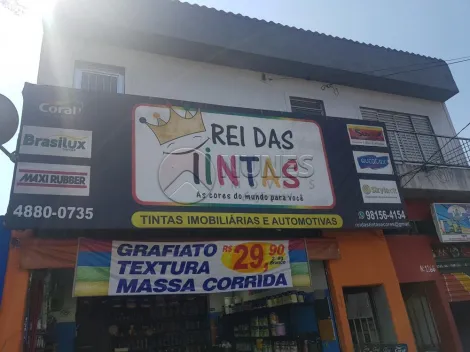 Coral
Brasilux
MAXI RUBBER
4880-0735
REI DAS
TINTAS
As cores do mundo para você
TINTAS IMOBILIÁRIAS E AUTOMOTIVAS
98156-4154
GRAFIATO
TEXTURA
MASSA CORRIDA
R$ 29,90